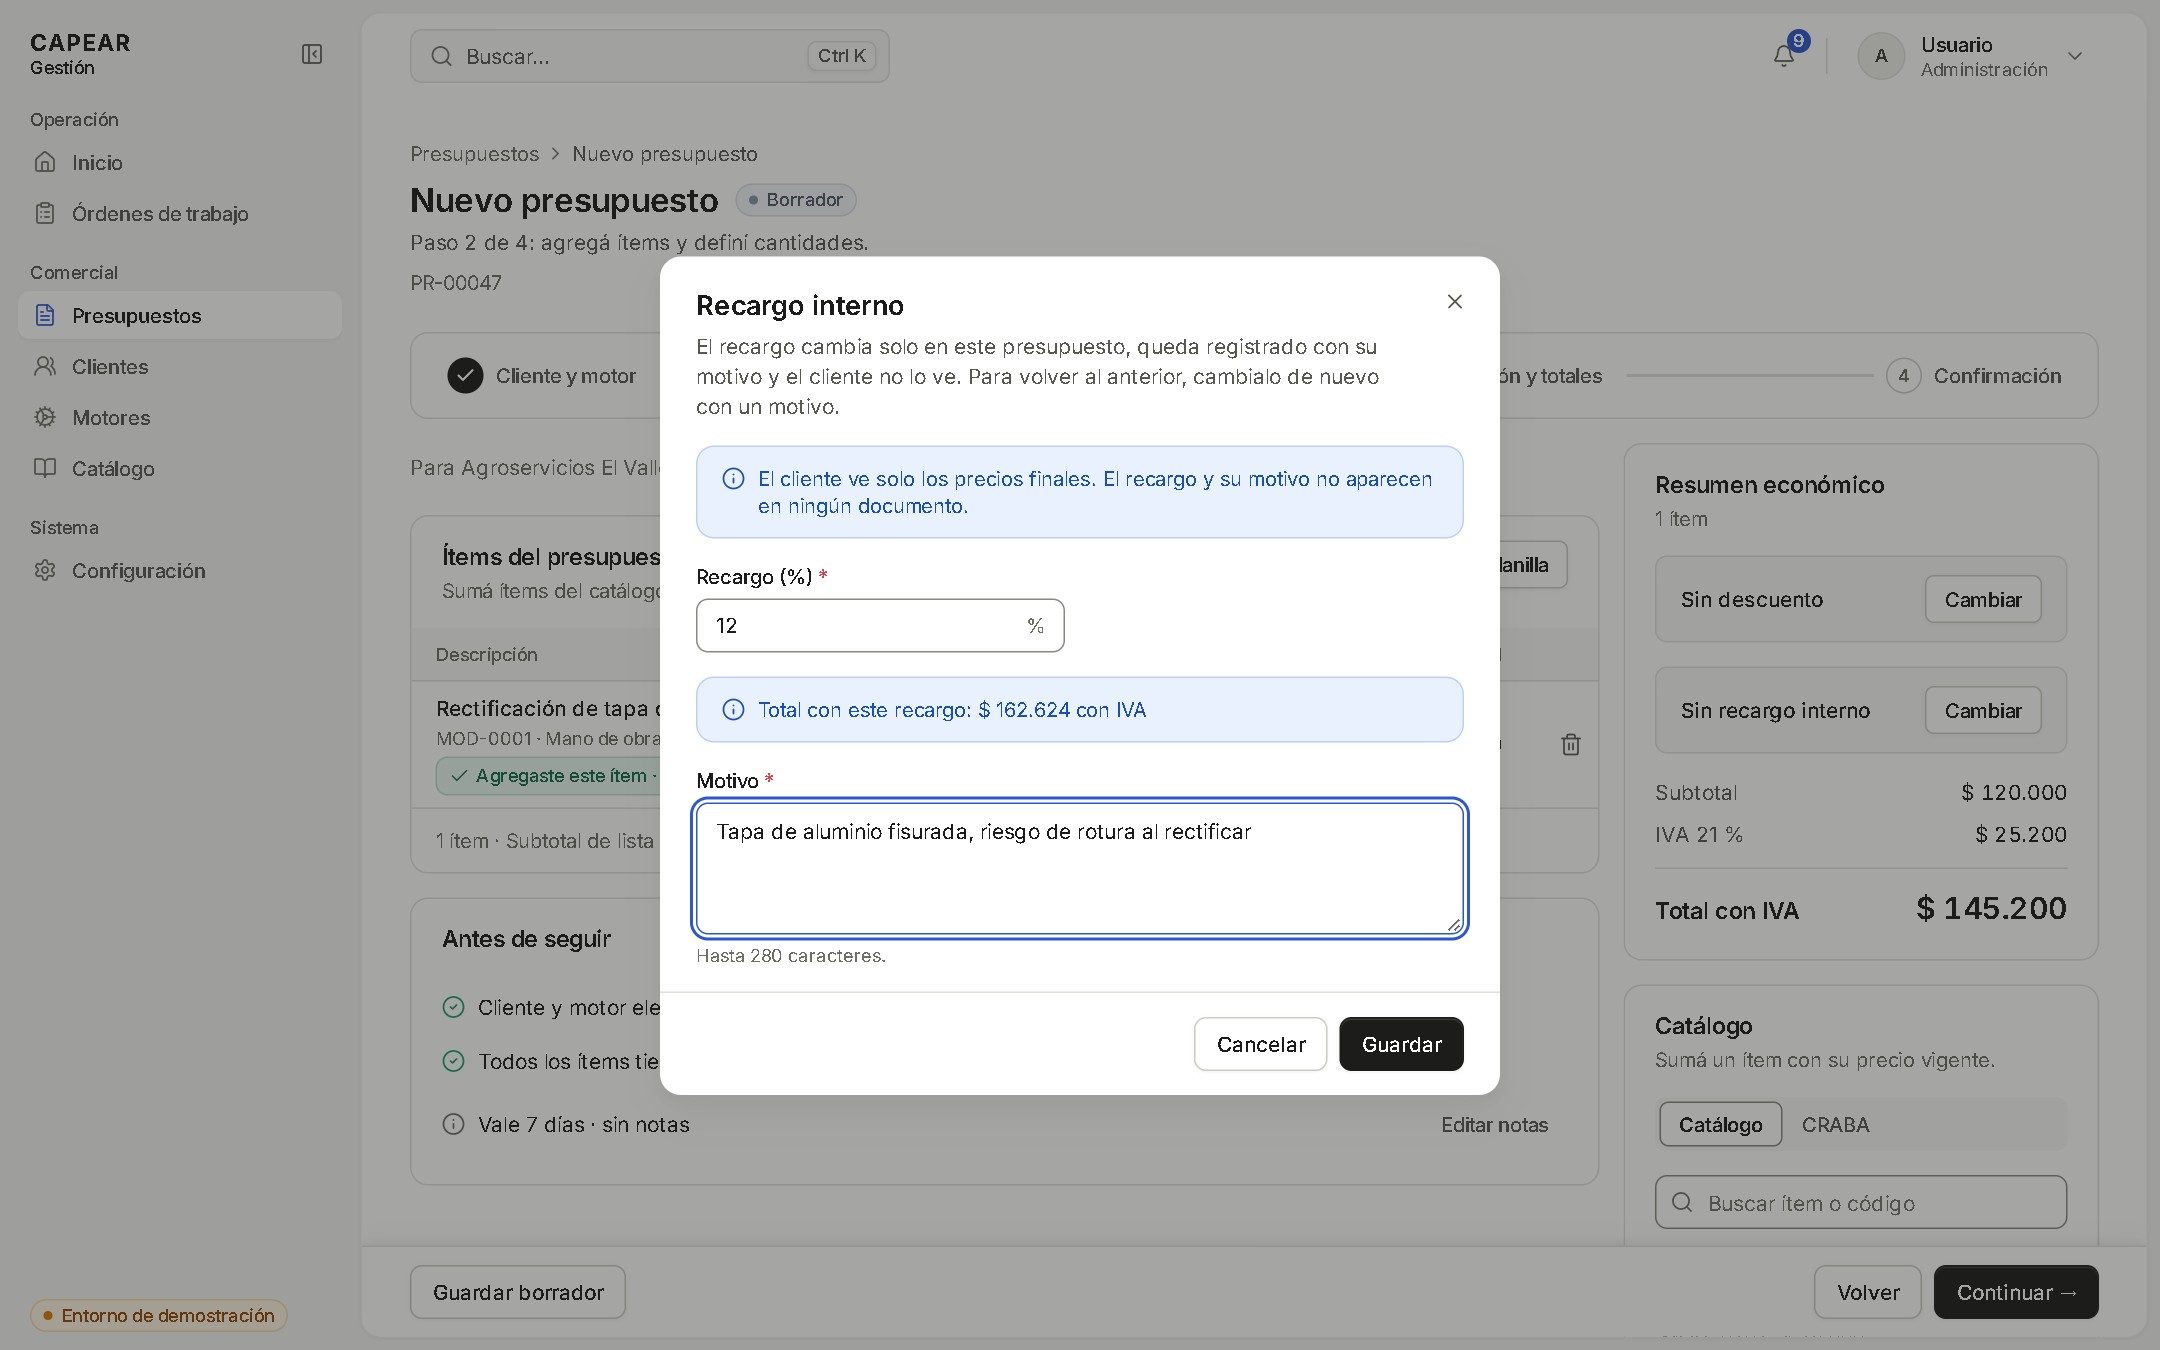 CAPEAR
Gestión
Operación
Inicio
Órdenes de trabajo
Comercial
Presupuestos
Clientes
Motores
Catálogo
Sistema
Configuración
Entorno de demostración
Buscar...
Ctrl K
9
A
Usuario
Administración
Presupuestos > Nuevo presupuesto
Nuevo presupuesto
Borrador
Paso 2 de 4: agregá ítems y definí cantidades.
PR-00047
Cliente y motor
y totales
4 Confirmación
Para Agroservicios El
Ítems del
Sumá ítems del
Descripción
Rectificación de tapa
MOD-0001 · Mano de obra
Agregaste este ítem ·
1 ítem · Subtotal de lista
Antes de seguir
Cliente y motor
Todos los ítems
Vale 7 días · sin notas
Editar notas
Recargo interno
El recargo cambia solo en este presupuesto, queda registrado con su
motivo y el cliente no lo ve. Para volver al anterior, cambialo de nuevo
con un motivo.
El cliente ve solo los precios finales. El recargo y su motivo no aparecen
en ningún documento.
Recargo (%) *
12 %
Total con este recargo: $ 162.624 con IVA
Motivo *
Tapa de aluminio fisurada, riesgo de rotura al rectificar
Hasta 280 caracteres.
Cancelar
Guardar
Resumen económico
1 ítem
Sin descuento
Cambiar
Sin recargo interno
Cambiar
Subtotal $ 120.000
IVA 21 % $ 25.200
Total con IVA $ 145.200
Catálogo
Sumá un ítem con su precio vigente.
Catálogo
CRABA
Buscar ítem o código
Guardar borrador
Volver
Continuar →